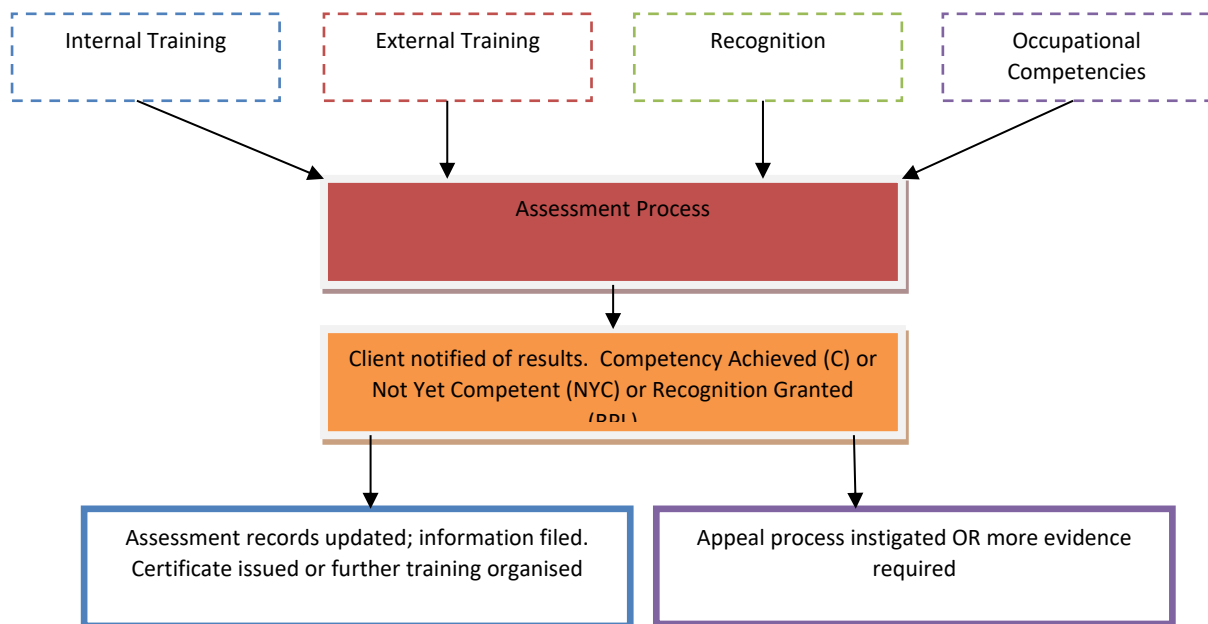 Internal Training
External Training
Recognition
Occupational
Competencies
Assessment Process
Client notified of results. Competency Achieved (C) or
Not Yet Competent (NYC) or Recognition Granted
Assessment records updated; information filed.
Certificate issued or further training organised
Appeal process instigated OR more evidence
required